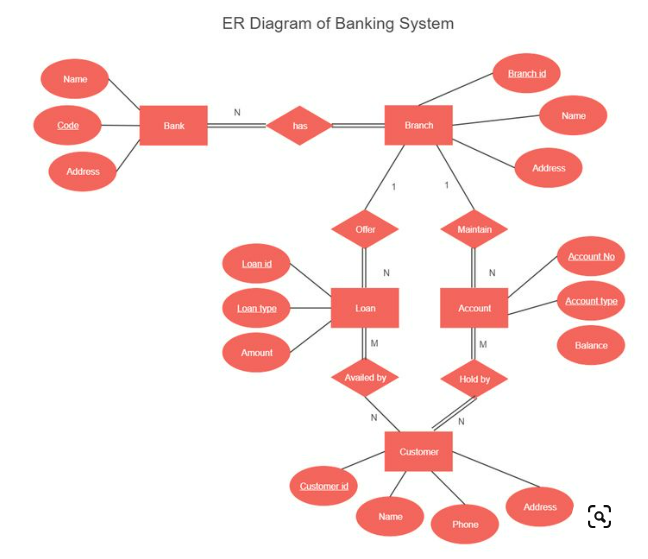 ER Diagram of Banking System
Branch id
Name
N
Name
Code
Bank
has
Branch
Address
Address
1
1
Offer
Maintain
Loan id
N
N
Account No
Loan type
Loan
Account
Account type
Amount
M
M
Balance
Availed by
Hold by
N
N
Customer
Customer id
Name
Phone
Address